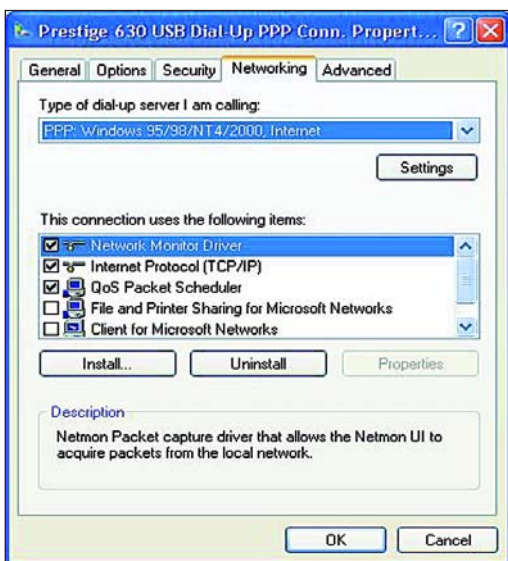 Prestige 630 USB Dial-Up PPP Conn. Propert...
General Options Security Networking Advanced
Type of dial-up server I am calling:
PPP: Windows 95/98/NT4/2000, Internet
Settings
This connection uses the following items:
Network Monitor Driver
Internet Protocol (TCP/IP)
QoS Packet Scheduler
File and Printer Sharing for Microsoft Networks
Client for Microsoft Networks
Install... Uninstall Properties
Description
Netmon Packet capture driver that allows the Netmon UI to
acquire packets from the local network.
OK Cancel